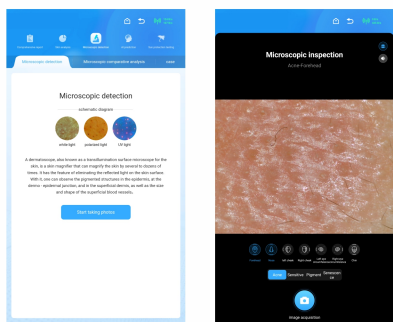 Microscopic detection
Microscopic detection
Microscopic comparative analysis
case
Microscopic detection
schematic diagram
white light
polarized light
UV light
A dermatoscope, also known as a transillumination surface microscope for the
skin, is a skin magnifier that can magnify the skin by several to dozens of
times. It has the feature of eliminating the reflected light on the skin surface.
With it, one can observe the pigmented structures in the epidermis, at the
dermo - epidermal junction, and in the superficial dermis, as well as the size
and shape of the superficial blood vessels.
Start taking photos
Microscopic inspection
Acne-Forehead
Forehead
Nose
left cheek
Right cheek
Chin
Acne
Sensitive
Pigment
Senescen
ce
image acquisition